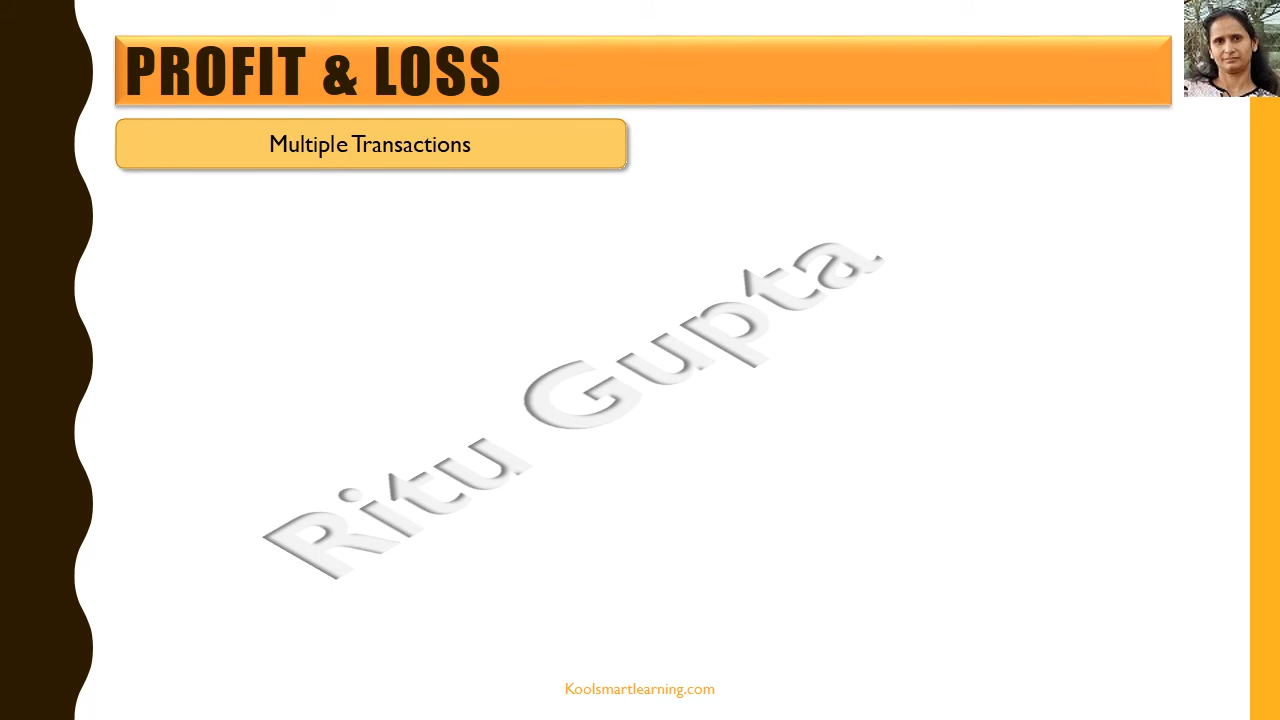 PROFIT & LOSS
Multiple Transactions
Ritu Gupta
Koolsmartlearning.com